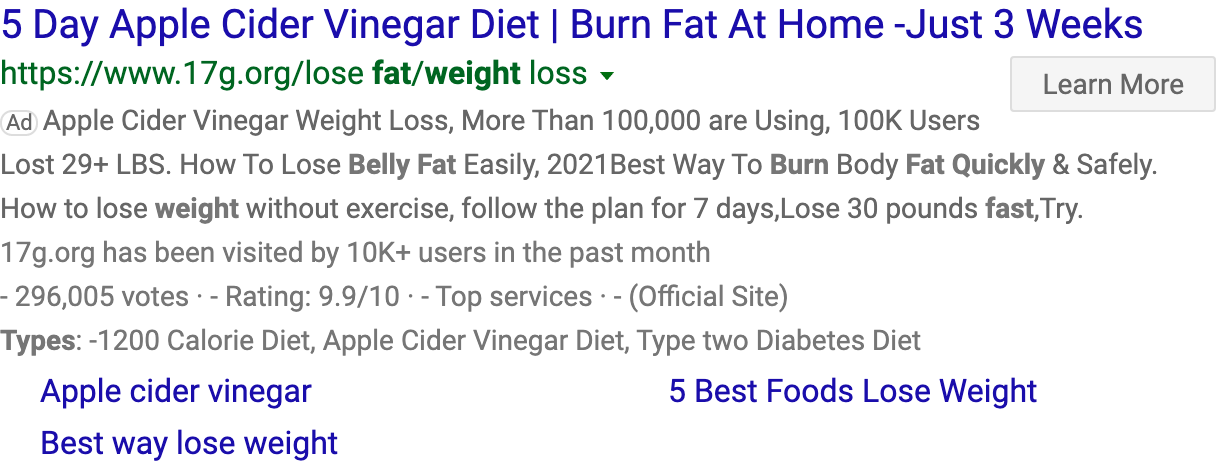 5 Day Apple Cider Vinegar Diet | Burn Fat At Home -Just 3 Weeks
https://www.17g.org/lose fat/weight loss
Learn More
Ad Apple Cider Vinegar Weight Loss, More Than 100,000 are Using, 100K Users
Lost 29+ LBS. How To Lose Belly Fat Easily, 2021Best Way To Burn Body Fat Quickly & Safely.
How to lose weight without exercise, follow the plan for 7 days,Lose 30 pounds fast,Try.
17g.org has been visited by 10K+ users in the past month
- 296,005 votes · - Rating: 9.9/10 · - Top services · - (Official Site)
Types: -1200 Calorie Diet, Apple Cider Vinegar Diet, Type two Diabetes Diet
Apple cider vinegar
5 Best Foods Lose Weight
Best way lose weight